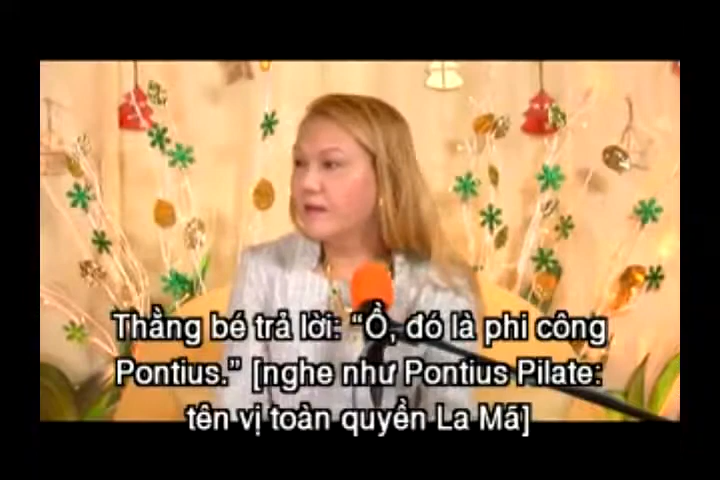 Thằng bé trả lời: “Ồ, đó là phi công
Pontius.” [nghe như Pontius Pilate:
tên vị toàn quyền La Mã]